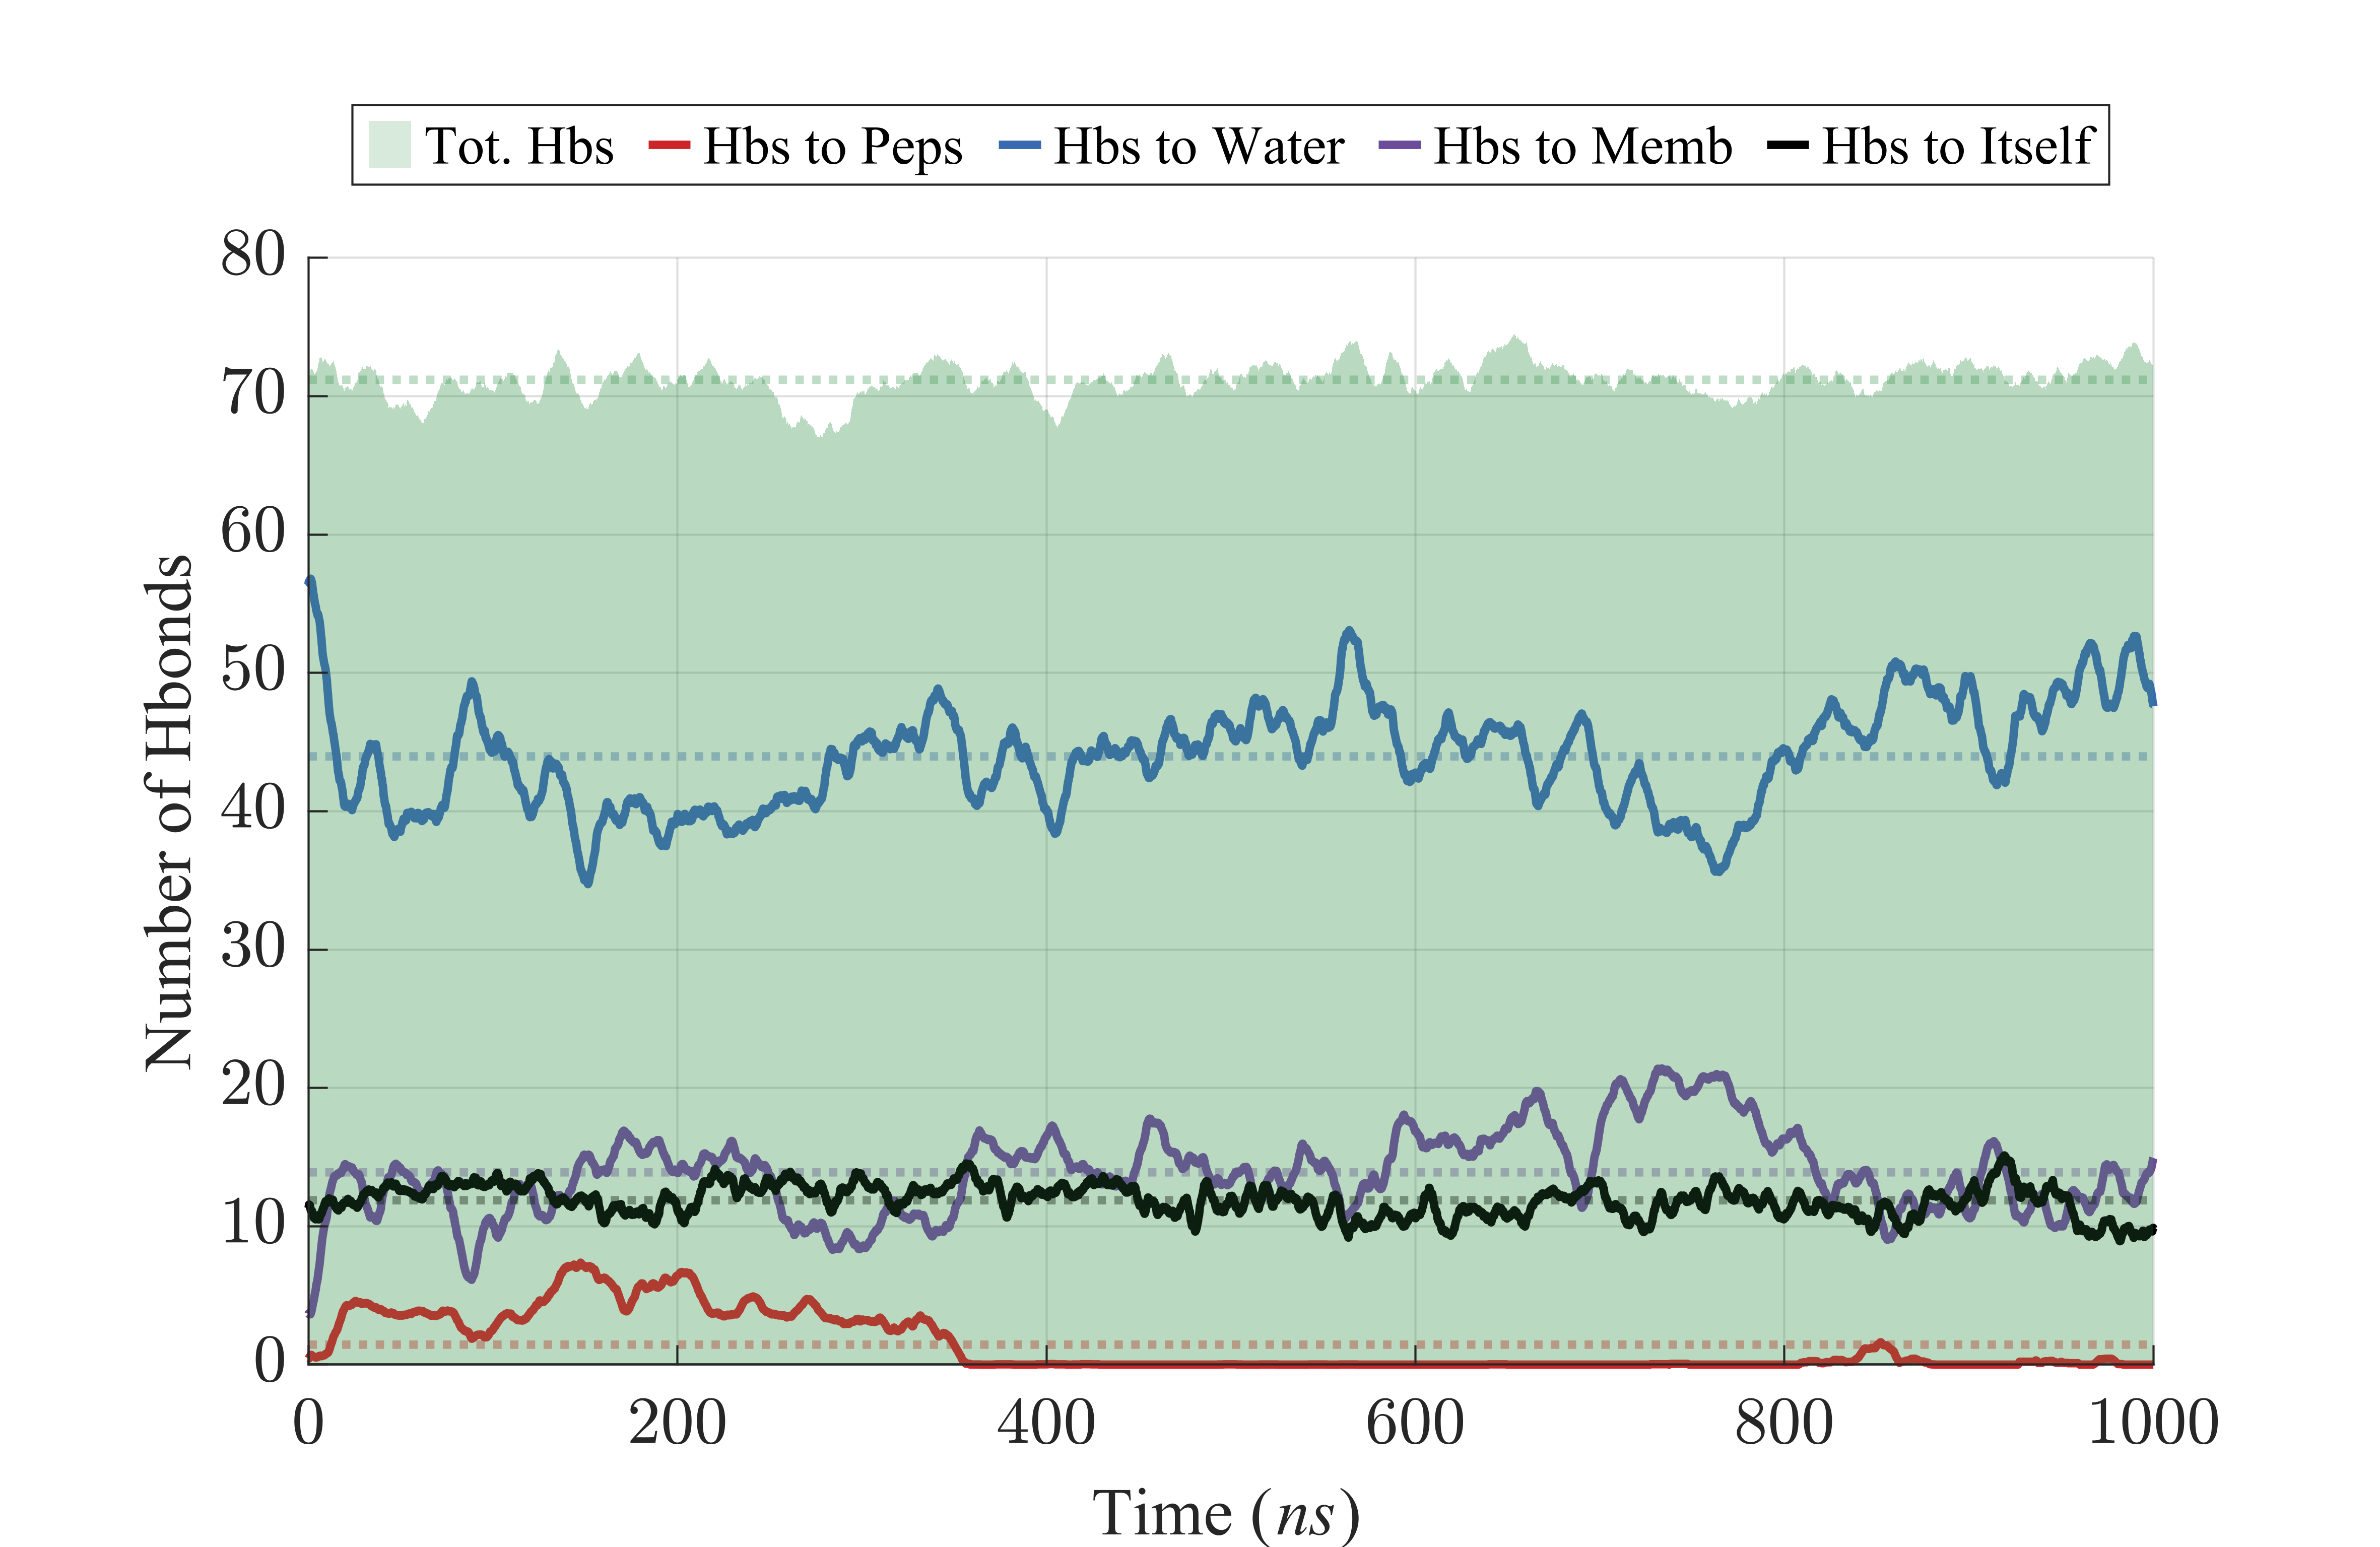 Tot. Hbs Hbs to Peps Hbs to Water Hbs to Memb Hbs to Itself
80
70
60
50
40
30
20
10
0
Number of Hbonds
0 200 400 600 800 1000
Time (ns)